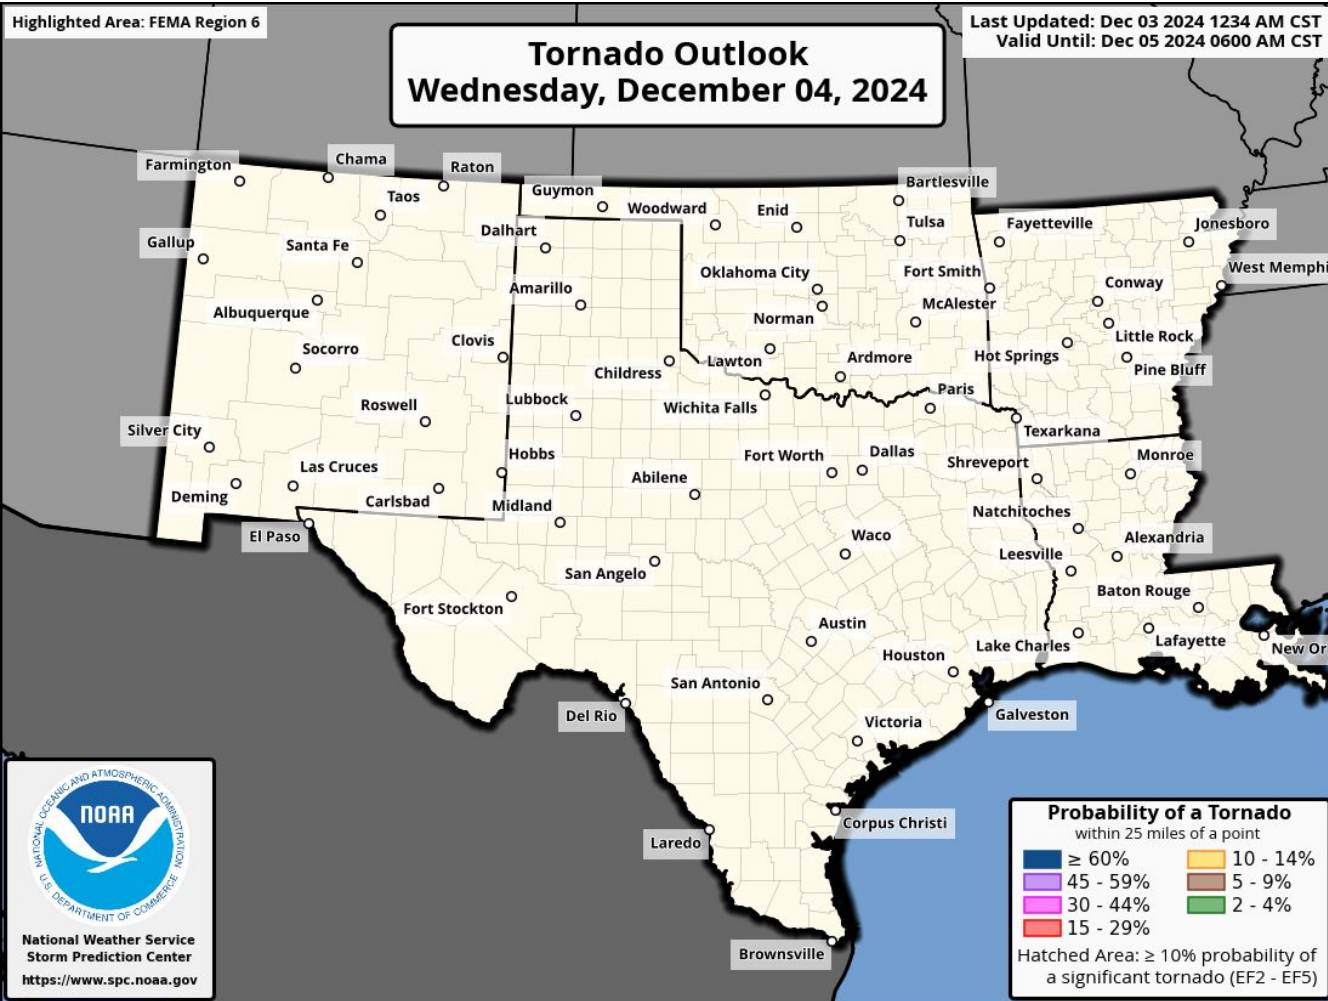 Highlighted Area: FEMA Region 6
Last Updated: Dec 03 2024 1234 AM CST
Valid Until: Dec 05 2024 0600 AM CST
Tornado Outlook
Wednesday, December 04, 2024
Farmington
Chama
Raton
Taos
Guymon
Woodward
Enid
Bartlesville
Tulsa
Fayetteville
Jonesboro
Gallup
Santa Fe
Dalhart
Oklahoma City
Fort Smith
West Memphi
Amarillo
Conway
Albuquerque
Norman
McAlester
Socorro
Clovis
Little Rock
Childress
Lawton
Ardmore
Hot Springs
Pine Bluff
Roswell
Lubbock
Wichita Falls
Paris
Silver City
Texarkana
Las Cruces
Hobbs
Abilene
Fort Worth
Dallas
Shreveport
Monroe
Deming
Carlsbad
Midland
Natchitoches
El Paso
Waco
Leesville
Alexandria
San Angelo
Baton Rouge
Fort Stockton
Austin
Lake Charles
Lafayette
New Or
Houston
San Antonio
Del Rio
Victoria
Galveston
Corpus Christi
Laredo
Brownsville
NATIONAL OCEANIC AND ATMOSPHERIC ADMINISTRATION
NOAA
U.S. DEPARTMENT OF COMMERCE
National Weather Service
Storm Prediction Center
https://www.spc.noaa.gov
Probability of a Tornado
within 25 miles of a point
≥ 60%
10 - 14%
45 - 59%
5 - 9%
30 - 44%
2 - 4%
15 - 29%
Hatched Area: ≥ 10% probability of
a significant tornado (EF2 - EF5)